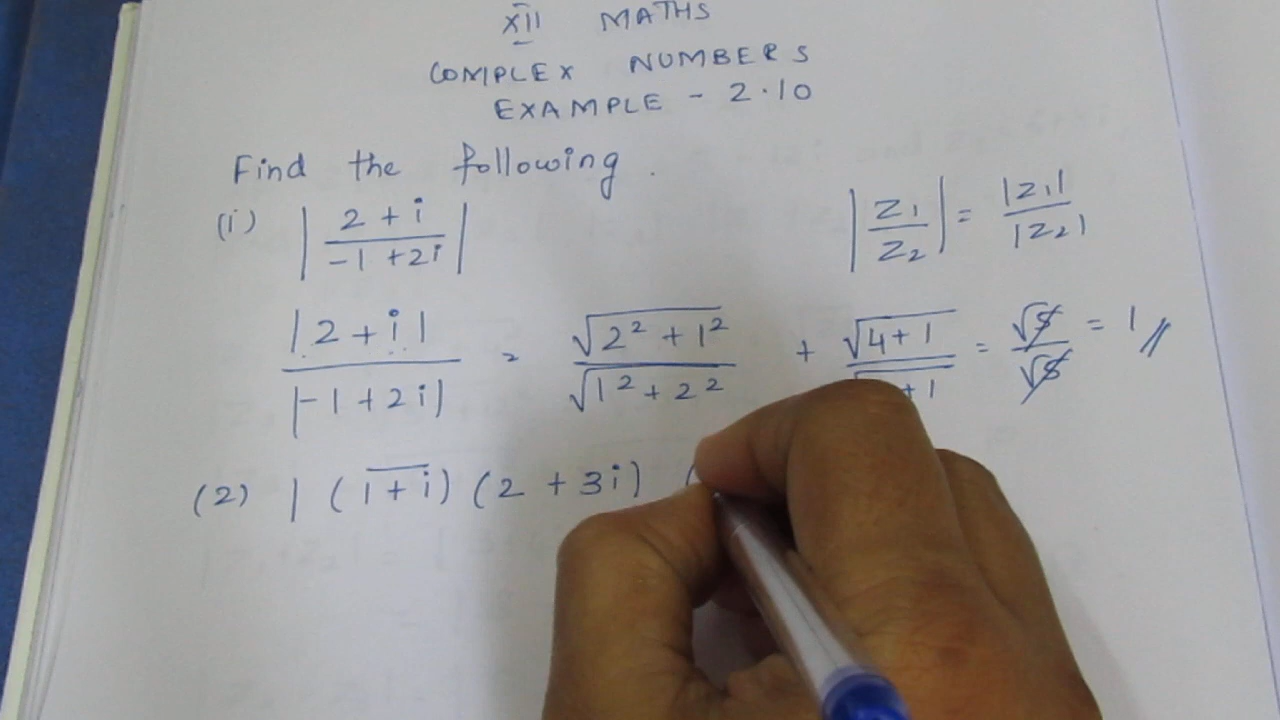 XII MATHS
COMPLEX NUMBERS
EXAMPLE - 2.10
Find the following.
(i) | 2 + i / -1 + 2i | | Z1 / Z2 | = |Z1| / |Z2|
|2 + i| / |-1 + 2i| = √2² + 1² / √1² + 2² + √4 + 1 / + 1 = √5 / √5 = 1 //
(2) | (1 + i)‾ (2 + 3i) (